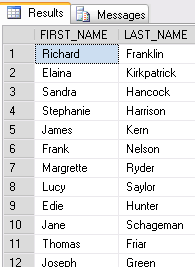 Results Messages
FIRST_NAME LAST_NAME
1 Richard Franklin
2 Elaina Kirkpatrick
3 Sandra Hancock
4 Stephanie Harrison
5 James Kern
6 Frank Nelson
7 Margrette Ryder
8 Lucy Saylor
9 Edie Hunter
10 Jane Schageman
11 Thomas Friar
12 Joseph Green